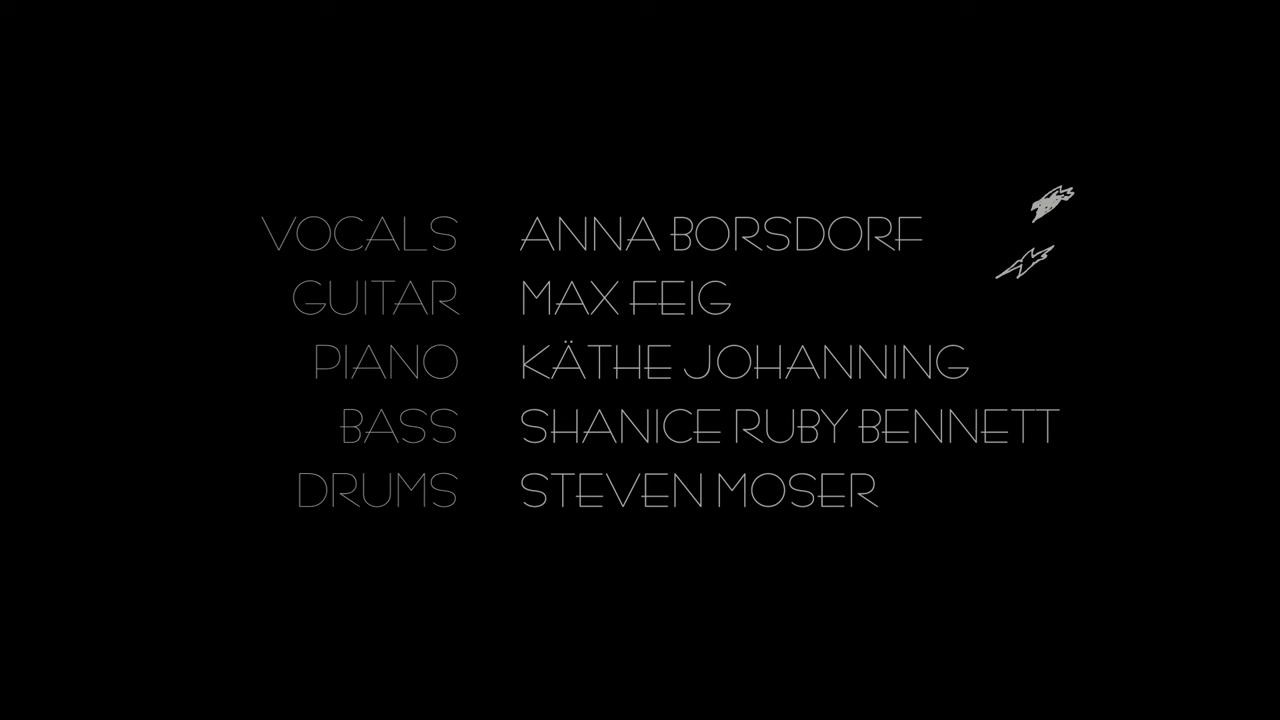 VOCALS ANNA BORSDORF
GUITAR MAX FEIG
PIANO KÄTHE JOHANNING
BASS SHANICE RUBY BENNETT
DRUMS STEVEN MOSER